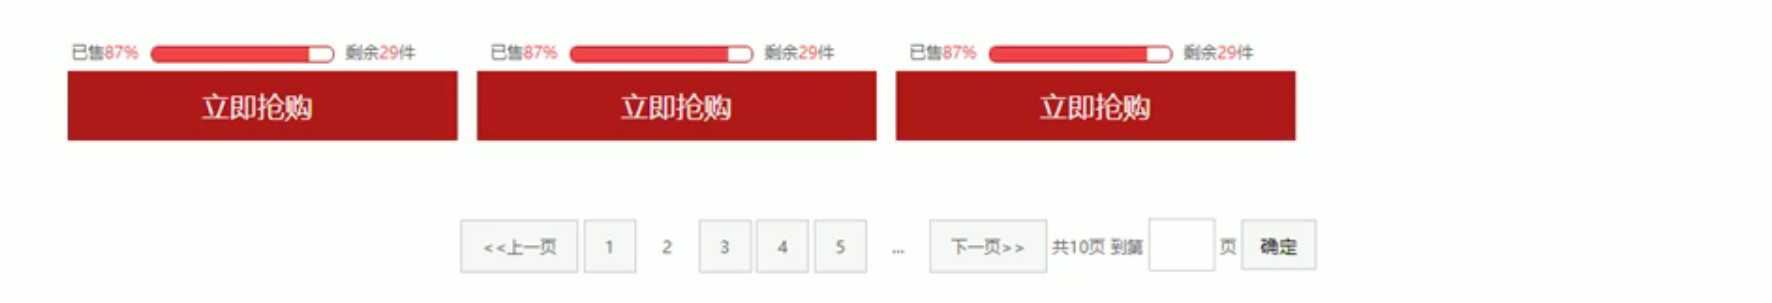 已售87% 剩余29件 已售87% 剩余29件 已售87% 剩余29件
立即抢购 立即抢购 立即抢购
<<上一页 1 2 3 4 5 ... 下一页>> 共10页 到第 页 确定